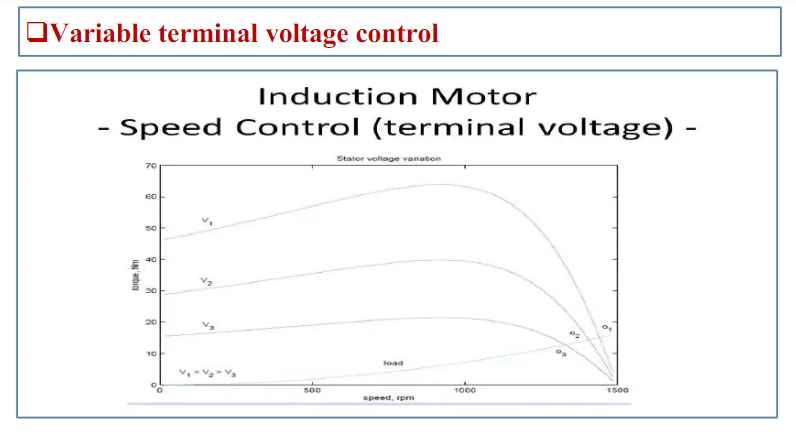 ❑Variable terminal voltage control
Induction Motor
- Speed Control (terminal voltage) -
Stator voltage variation
70
60
50
40
30
20
10
0
torque, Nm
V1
V2
V3
V1 > V2 > V3
load
o1
o2
o3
0 500 1000 1500
speed, rpm